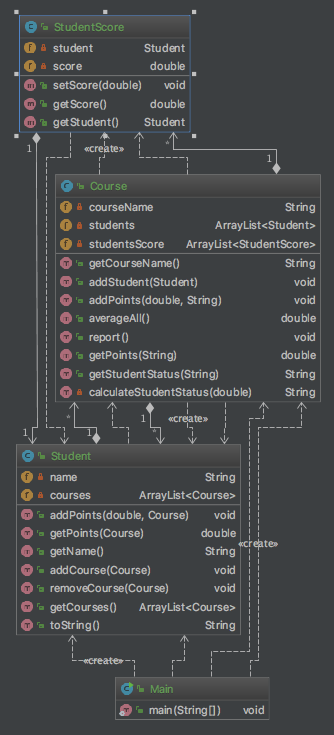 StudentScore
student Student
score double
setScore(double) void
getScore() double
getStudent() Student
1 «create» *
1
Course
courseName String
students ArrayList<Student>
studentsScore ArrayList<StudentScore>
getCourseName() String
addStudent(Student) void
addPoints(double, String) void
averageAll() double
report() void
getPoints(String) double
getStudentStatus(String) String
calculateStudentStatus(double) String
* 1 «create»
1 1 *
Student
name String
courses ArrayList<Course>
addPoints(double, Course) void
getPoints(Course) double
getName() String
addCourse(Course) void
removeCourse(Course) void
getCourses() ArrayList<Course>
toString() String
«create»
«create»
Main
main(String[]) void